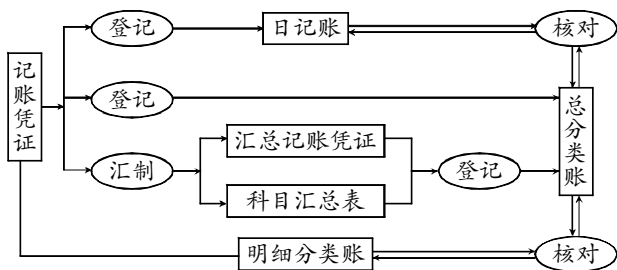 登记
日记账
核对
记账凭证
登记
总分类账
汇总记账凭证
汇制
登记
科目汇总表
明细分类账
核对